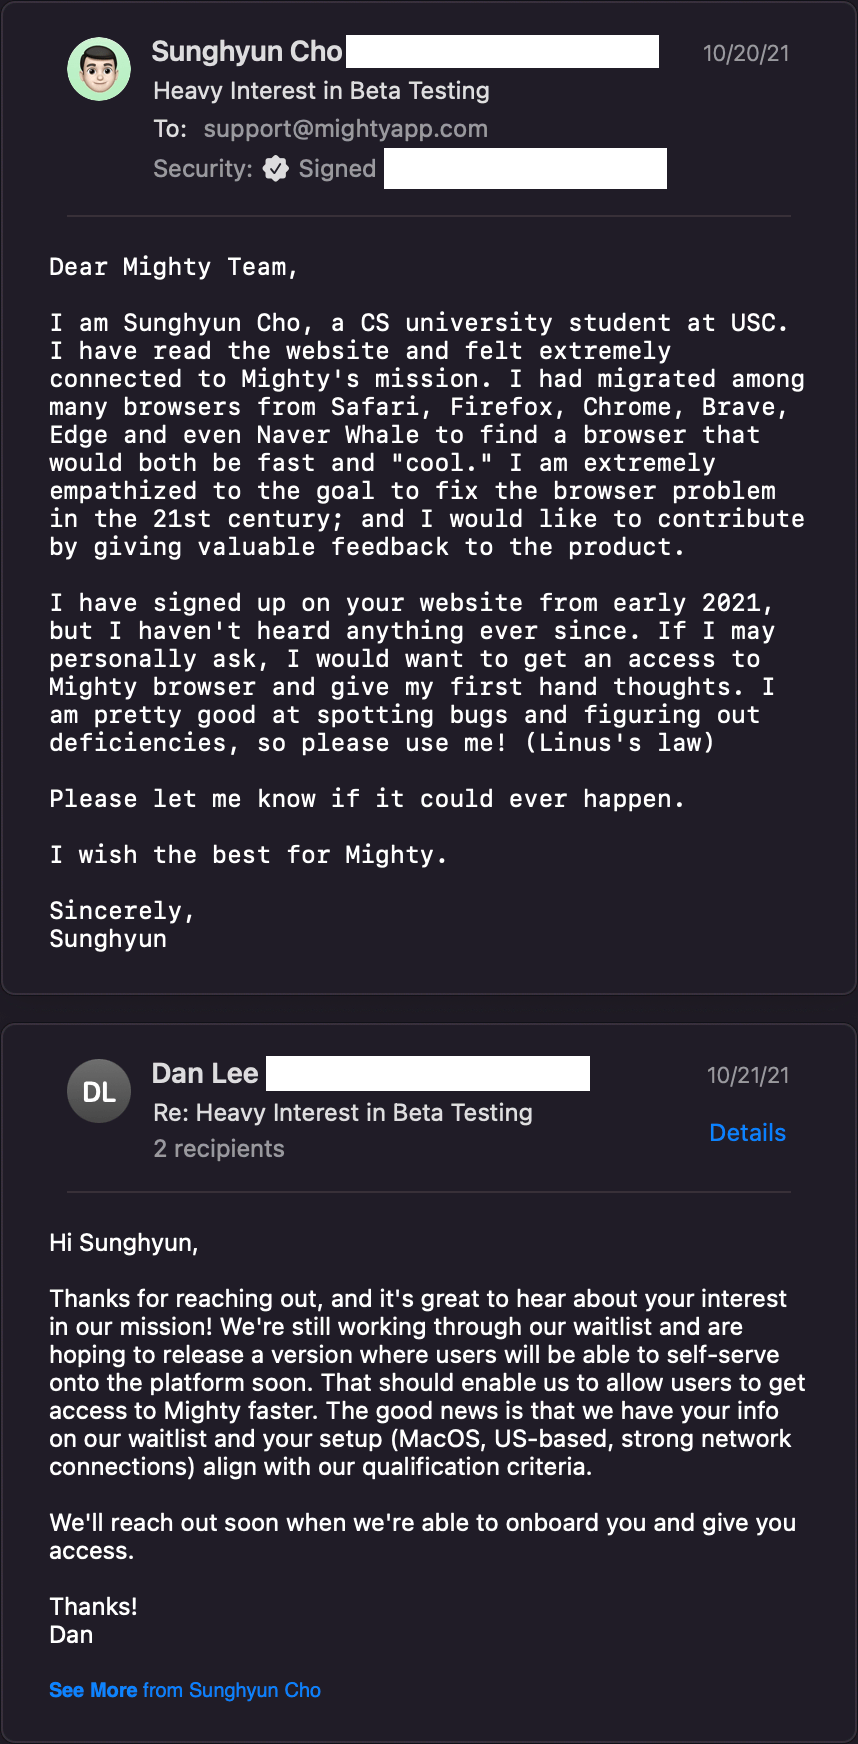 Sunghyun Cho
10/20/21
Heavy Interest in Beta Testing
To: support@mightyapp.com
Security: Signed
Dear Mighty Team,
I am Sunghyun Cho, a CS university student at USC.
I have read the website and felt extremely
connected to Mighty's mission. I had migrated among
many browsers from Safari, Firefox, Chrome, Brave,
Edge and even Naver Whale to find a browser that
would both be fast and "cool." I am extremely
empathized to the goal to fix the browser problem
in the 21st century; and I would like to contribute
by giving valuable feedback to the product.
I have signed up on your website from early 2021,
but I haven't heard anything ever since. If I may
personally ask, I would want to get an access to
Mighty browser and give my first hand thoughts. I
am pretty good at spotting bugs and figuring out
deficiencies, so please use me! (Linus's law)
Please let me know if it could ever happen.
I wish the best for Mighty.
Sincerely,
Sunghyun
DL
Dan Lee
10/21/21
Re: Heavy Interest in Beta Testing
2 recipients
Details
Hi Sunghyun,
Thanks for reaching out, and it's great to hear about your interest
in our mission! We're still working through our waitlist and are
hoping to release a version where users will be able to self-serve
onto the platform soon. That should enable us to allow users to get
access to Mighty faster. The good news is that we have your info
on our waitlist and your setup (MacOS, US-based, strong network
connections) align with our qualification criteria.
We'll reach out soon when we're able to onboard you and give you
access.
Thanks!
Dan
See More from Sunghyun Cho